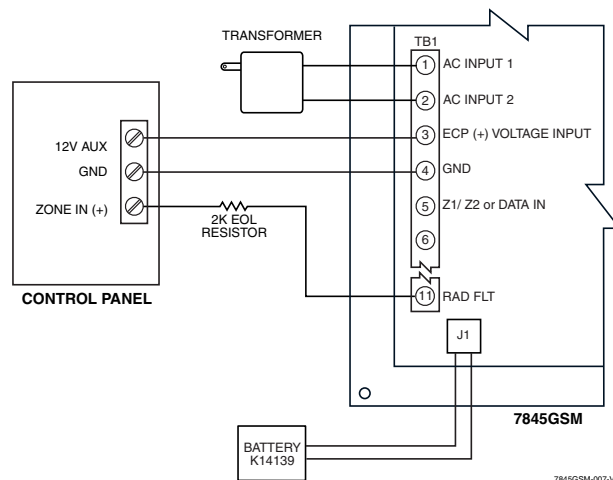 TRANSFORMER
TB1
1 AC INPUT 1
2 AC INPUT 2
12V AUX
3 ECP (+) VOLTAGE INPUT
GND
4 GND
ZONE IN (+)
2K EOL
RESISTOR
5 Z1/ Z2 or DATA IN
6
CONTROL PANEL
11 RAD FLT
J1
7845GSM
BATTERY
K14139